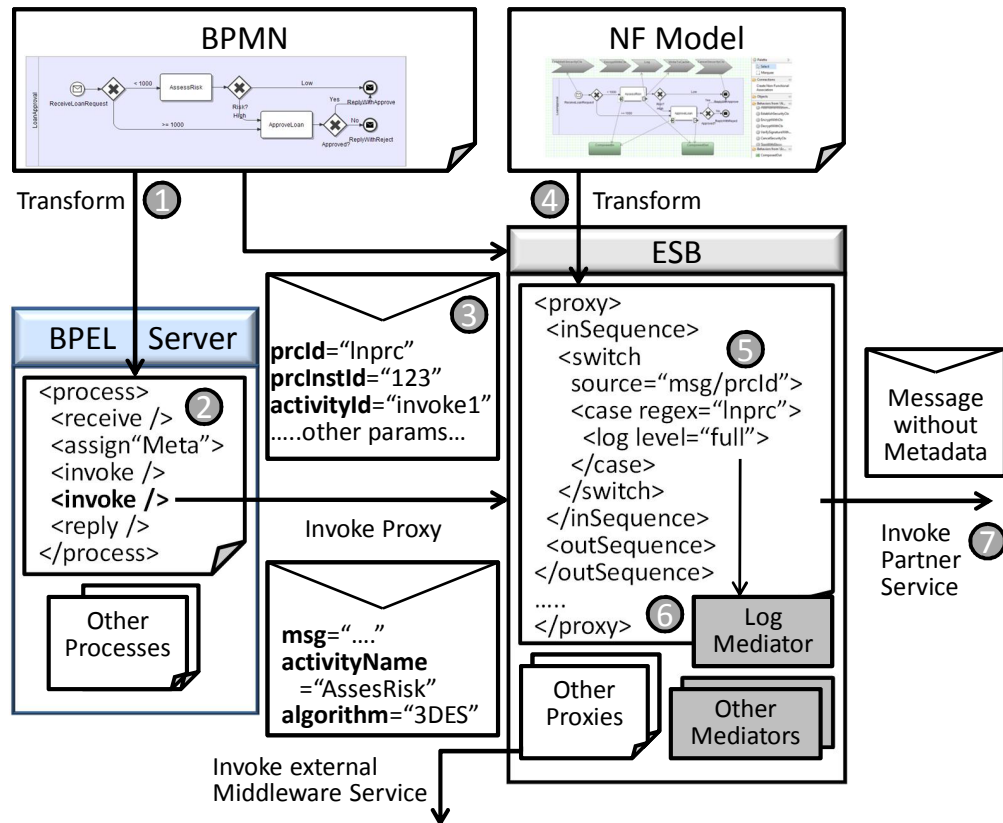 BPMN
LoanApproval
ReceiveLoanRequest
< 1000
AssessRisk
Risk?
Low
High
>= 1000
ApproveLoan
Approved?
Yes
ReplyWithApprove
No
ReplyWithReject
NF Model
Transform 1
4 Transform
BPEL Server
<process> 2
<receive />
<assign“Meta”>
<invoke />
<invoke />
<reply />
</process>
Other
Processes
3
prcId=“lnprc”
prcInstId=“123”
activityId=“invoke1”
…..other params…
Invoke Proxy
msg=“….”
activityName
=“AssesRisk”
algorithm=“3DES”
Invoke external
Middleware Service
ESB
<proxy>
<inSequence>
<switch 5
source=“msg/prcId”>
<case regex=“lnprc”>
<log level=“full”>
</case>
</switch>
</inSequence>
<outSequence>
</outSequence>
…..
</proxy> 6
Log
Mediator
Other
Proxies
Other
Mediators
Message
without
Metadata
Invoke 7
Partner
Service